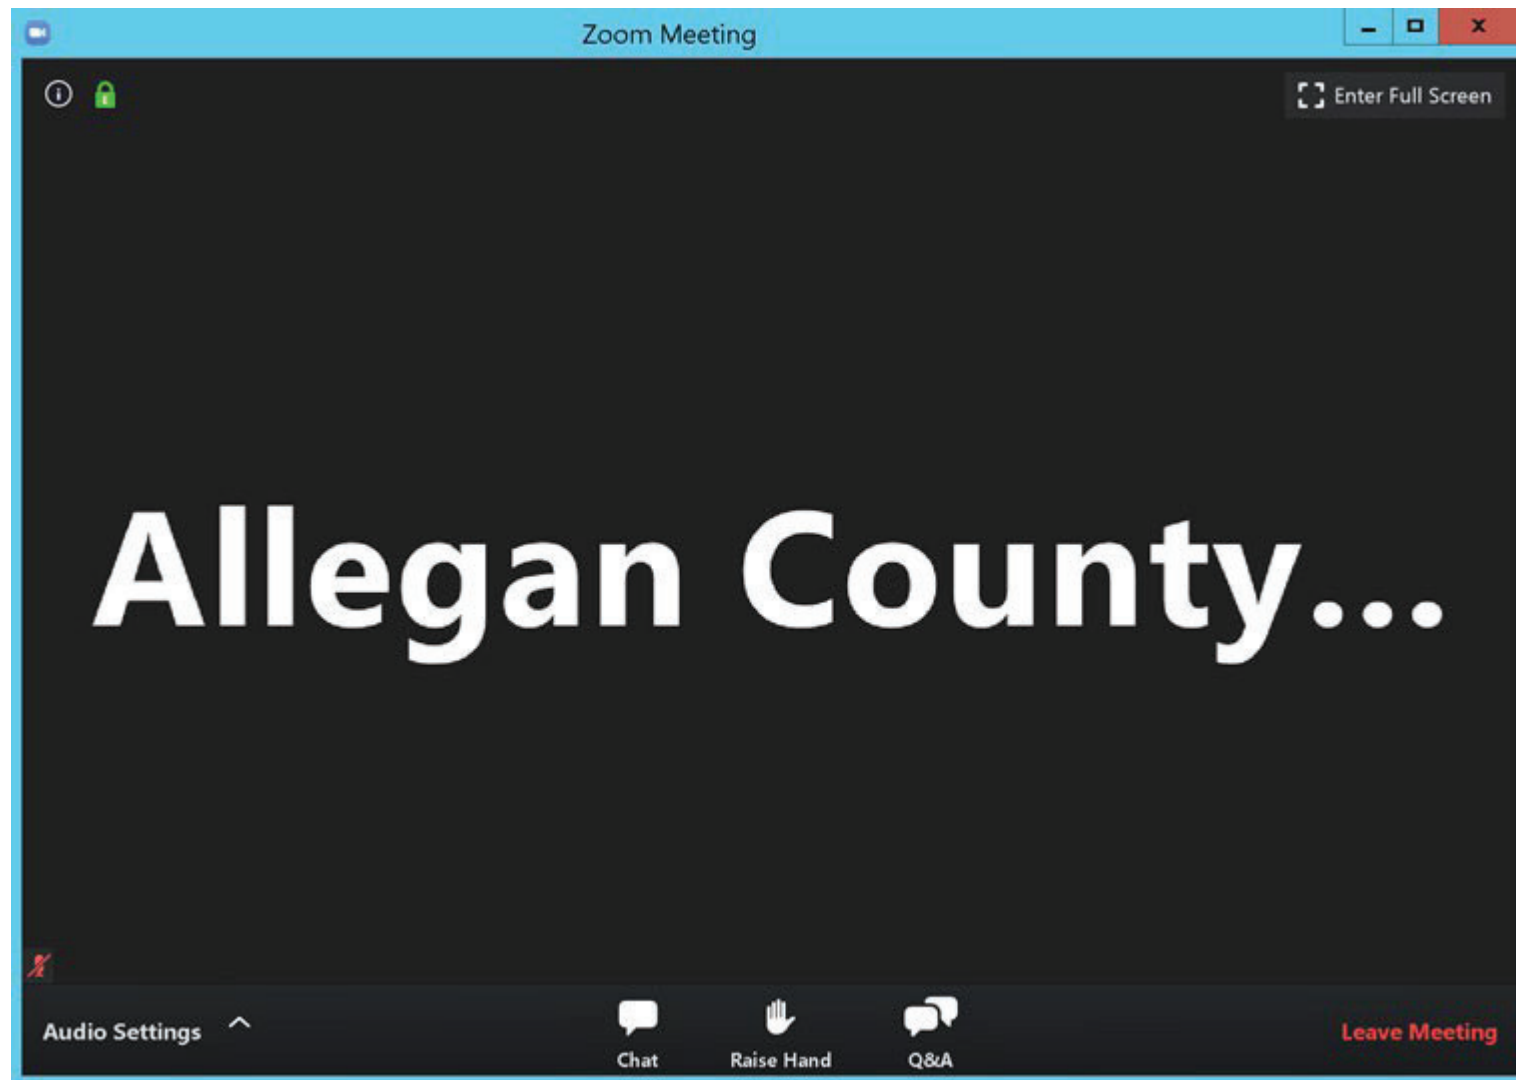 Zoom Meeting
Enter Full Screen
Allegan County...
Audio Settings
Chat
Raise Hand
Q&A
Leave Meeting